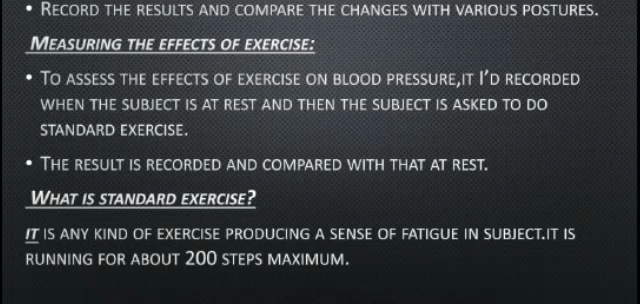 • RECORD THE RESULTS AND COMPARE THE CHANGES WITH VARIOUS POSTURES.
MEASURING THE EFFECTS OF EXERCISE:
• TO ASSESS THE EFFECTS OF EXERCISE ON BLOOD PRESSURE,IT I'D RECORDED
WHEN THE SUBJECT IS AT REST AND THEN THE SUBJECT IS ASKED TO DO
STANDARD EXERCISE.
• THE RESULT IS RECORDED AND COMPARED WITH THAT AT REST.
WHAT IS STANDARD EXERCISE?
IT IS ANY KIND OF EXERCISE PRODUCING A SENSE OF FATIGUE IN SUBJECT.IT IS
RUNNING FOR ABOUT 200 STEPS MAXIMUM.